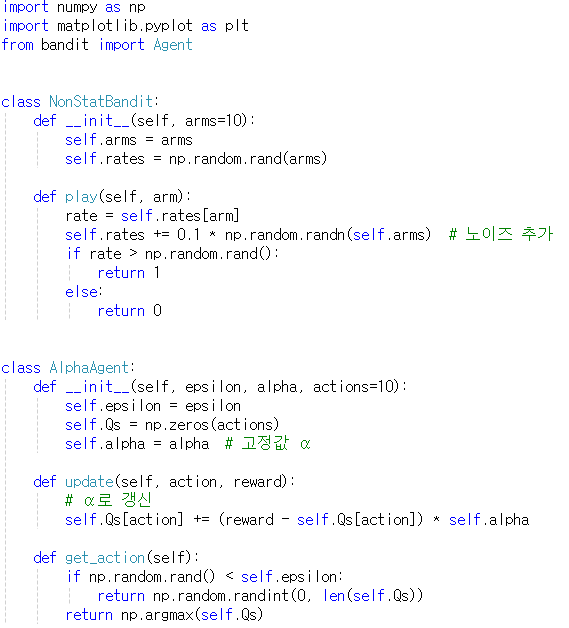 import numpy as np
import matplotlib.pyplot as plt
from bandit import Agent
class NonStatBandit:
def __init__(self, arms=10):
self.arms = arms
self.rates = np.random.rand(arms)
def play(self, arm):
rate = self.rates[arm]
self.rates += 0.1 * np.random.randn(self.arms)  # 노이즈 추가
if rate > np.random.rand():
return 1
else:
return 0
class AlphaAgent:
def __init__(self, epsilon, alpha, actions=10):
self.epsilon = epsilon
self.Qs = np.zeros(actions)
self.alpha = alpha  # 고정값 α
def update(self, action, reward):
# α로 갱신
self.Qs[action] += (reward - self.Qs[action]) * self.alpha
def get_action(self):
if np.random.rand() < self.epsilon:
return np.random.randint(0, len(self.Qs))
return np.argmax(self.Qs)